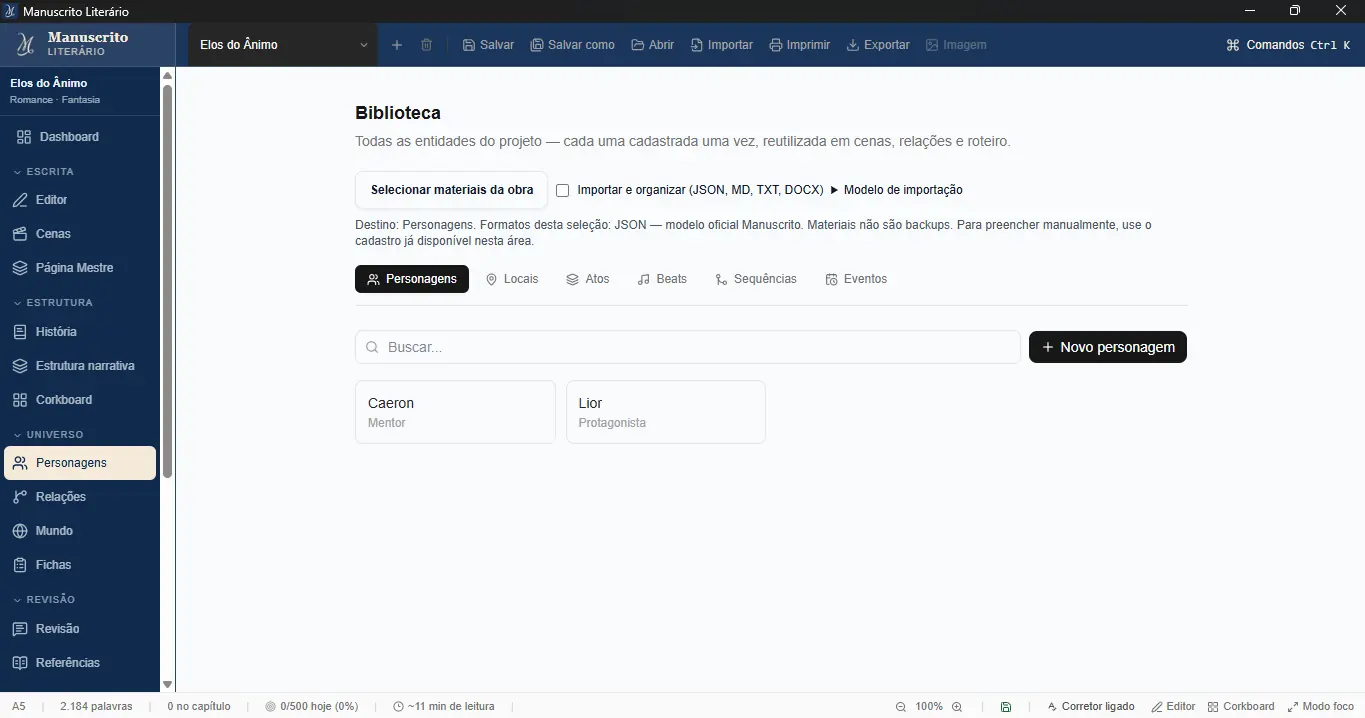 Manuscrito Literário
Manuscrito
LITERÁRIO
Elos do Ânimo
Salvar
Salvar como
Abrir
Importar
Imprimir
Exportar
Imagem
Comandos Ctrl K
Elos do Ânimo
Romance · Fantasia
Dashboard
ESCRITA
Editor
Cenas
Página Mestre
ESTRUTURA
História
Estrutura narrativa
Corkboard
UNIVERSO
Personagens
Relações
Mundo
Fichas
REVISÃO
Revisão
Referências
Biblioteca
Todas as entidades do projeto — cada uma cadastrada uma vez, reutilizada em cenas, relações e roteiro.
Selecionar materiais da obra
Importar e organizar (JSON, MD, TXT, DOCX)
Modelo de importação
Destino: Personagens. Formatos desta seleção: JSON — modelo oficial Manuscrito. Materiais não são backups. Para preencher manualmente, use o
cadastro já disponível nesta área.
Personagens
Locais
Atos
Beats
Sequências
Eventos
Buscar...
Novo personagem
Caeron
Mentor
Lior
Protagonista
A5
2.184 palavras
0 no capítulo
0/500 hoje (0%)
~11 min de leitura
100%
Corretor ligado
Editor
Corkboard
Modo foco